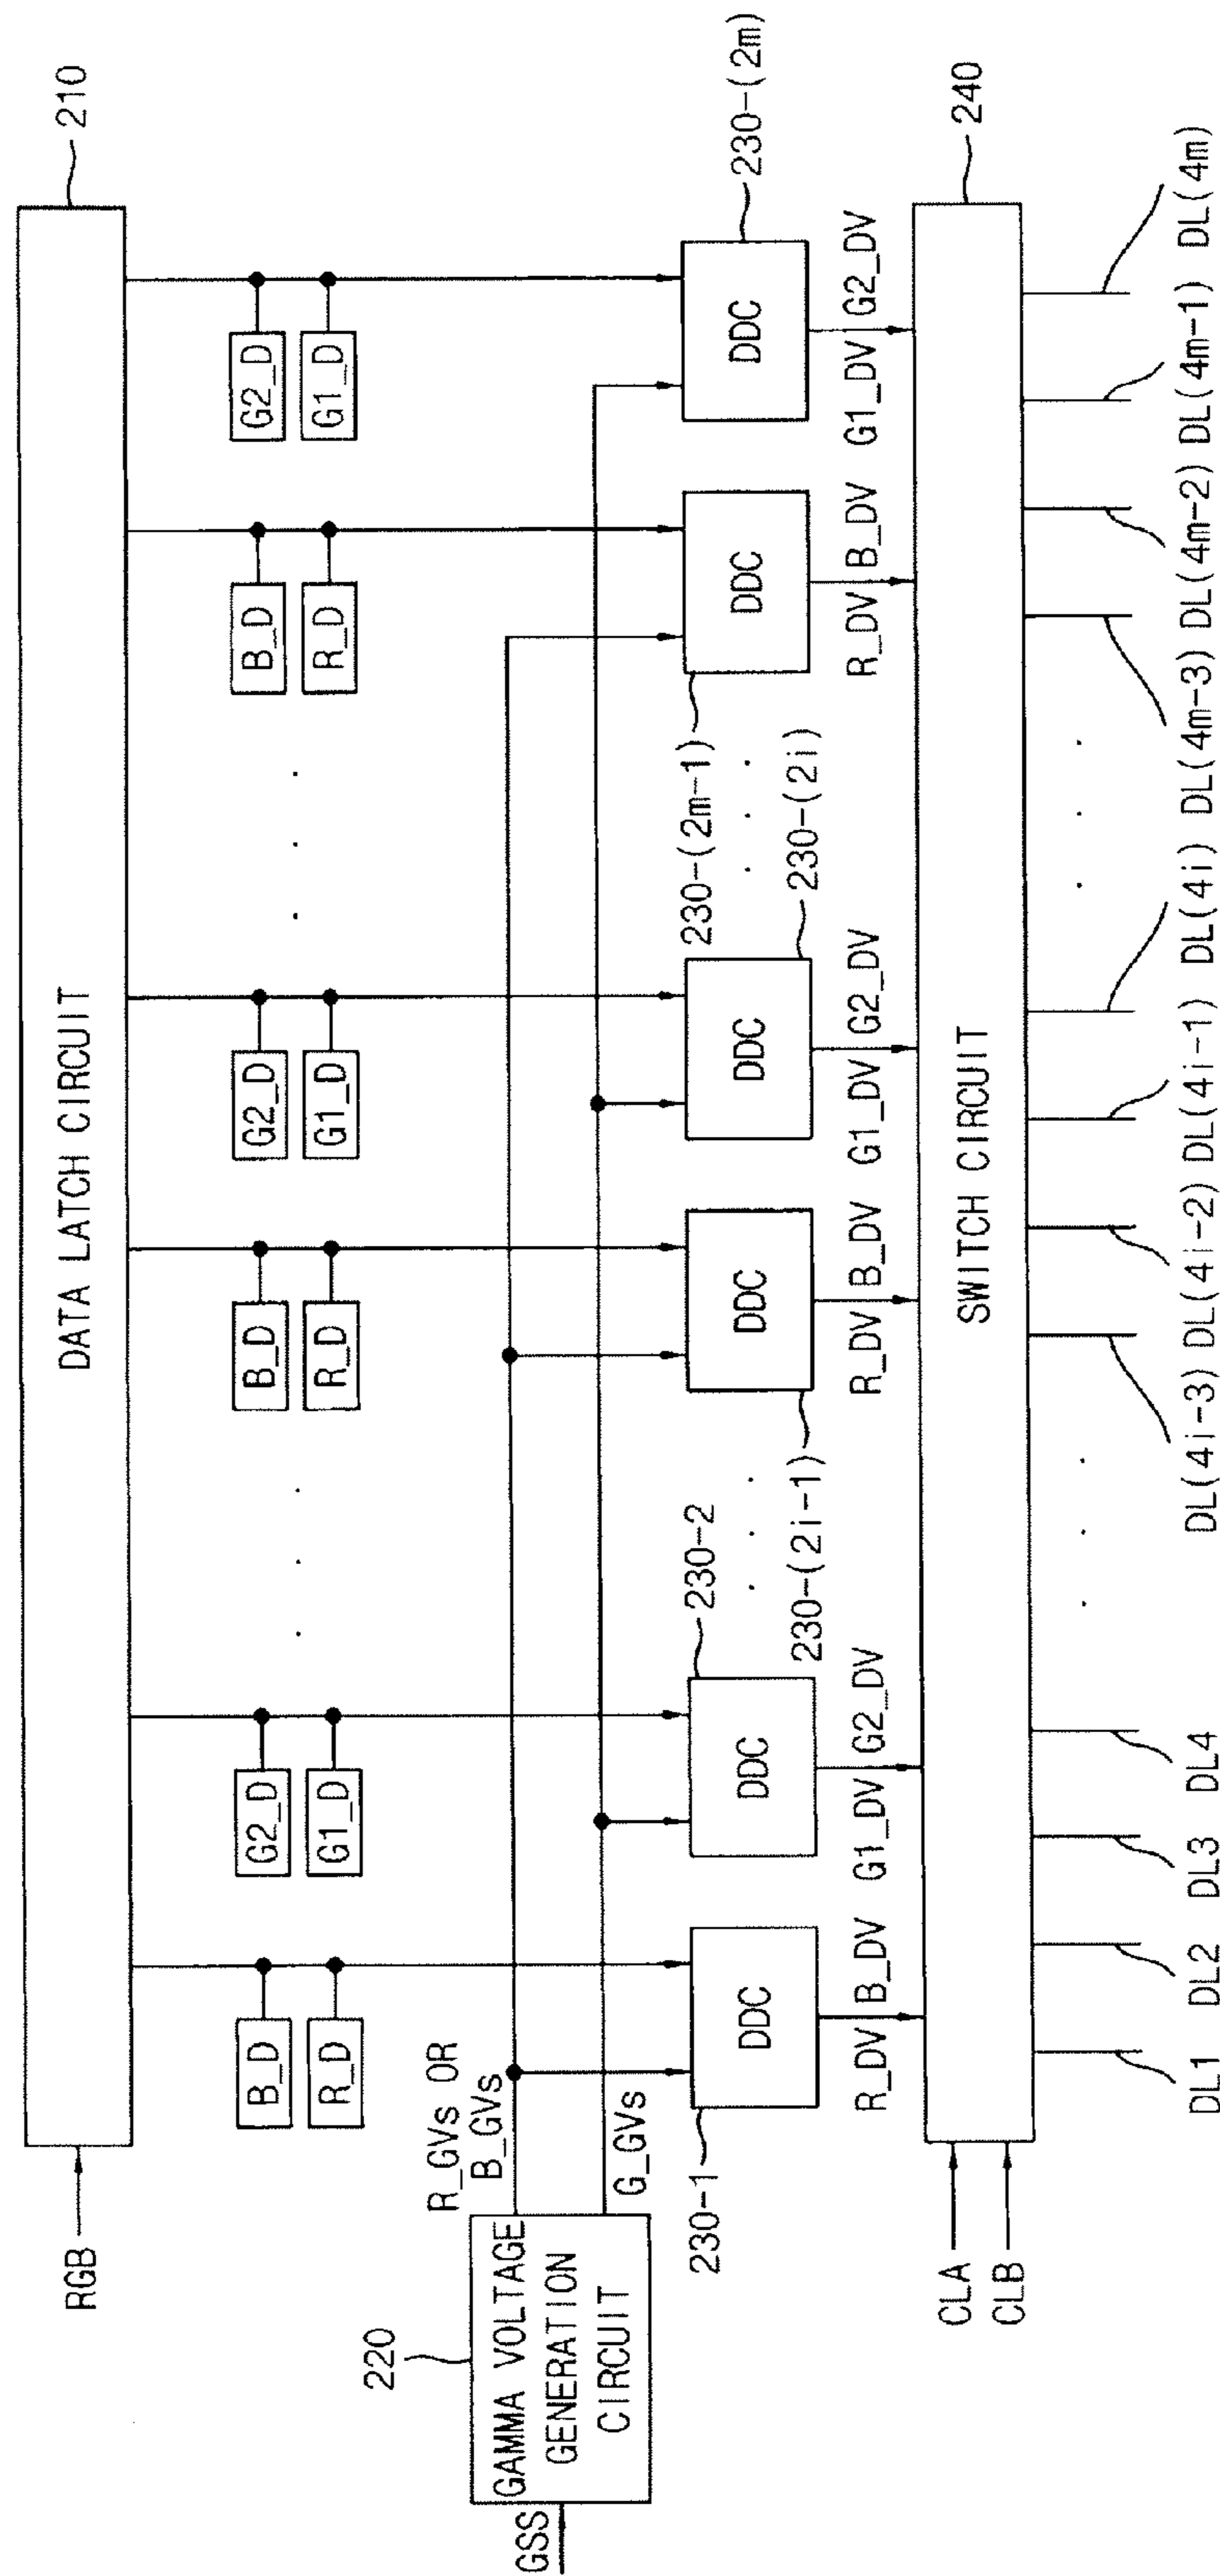 RGB
DATA LATCH CIRCUIT
210
B_D
R_D
G2_D
G1_D
B_D
R_D
G2_D
G1_D
B_D
R_D
G2_D
G1_D
220
GSS
GAMMA VOLTAGE
GENERATION
CIRCUIT
R_GVs OR
B_GVs
G_GVs
230-1
DDC
230-2
DDC
230-(2i-1)
DDC
230-(2i)
DDC
230-(2m-1)
DDC
230-(2m)
DDC
R_DV
B_DV
G1_DV
G2_DV
R_DV
B_DV
G1_DV
G2_DV
R_DV
B_DV
G1_DV
G2_DV
CLA
CLB
SWITCH CIRCUIT
240
DL1
DL2
DL3
DL4
DL(4i-3)
DL(4i-2)
DL(4i-1)
DL(4i)
DL(4m-3)
DL(4m-2)
DL(4m-1)
DL(4m)